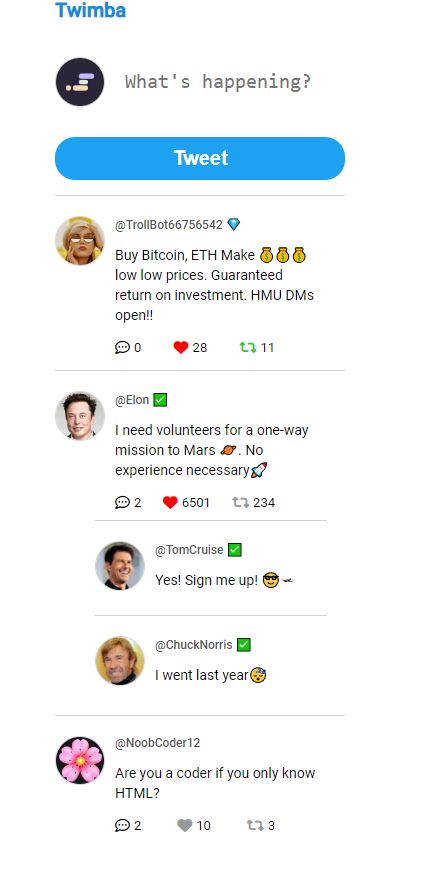 Twimba
What's happening?
Tweet
@TrollBot66756542 💎
Buy Bitcoin, ETH Make 💰💰💰
low low prices. Guaranteed
return on investment. HMU DMs
open!!
0 28 11
@Elon ✅
I need volunteers for a one-way
mission to Mars 🪐. No
experience necessary🚀
2 6501 234
@TomCruise ✅
Yes! Sign me up! 😎🛩
@ChuckNorris ✅
I went last year😴
@NoobCoder12
Are you a coder if you only know
HTML?
2 10 3